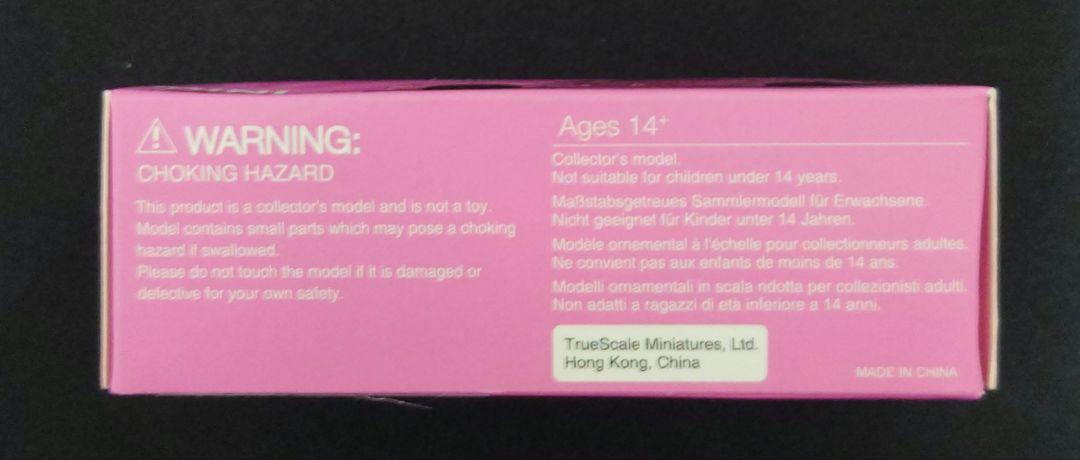 WARNING:
CHOKING HAZARD
This product is a collector's model and is not a toy.
Model contains small parts which may pose a choking
hazard if swallowed.
Please do not touch the model if it is damaged or
defective for your own safety.
Ages 14+
Collector's model.
Not suitable for children under 14 years.
Maßstabsgetreues Sammlermodell für Erwachsene.
Nicht geeignet für Kinder unter 14 Jahren.
Modèle ornemental à l'échelle pour collectionneurs adultes.
Ne convient pas aux enfants de moins de 14 ans.
Modelli ornamentali in scala ridotta per collezionisti adulti.
Non adatti a ragazzi di età inferiore a 14 anni.
TrueScale Miniatures, Ltd.
Hong Kong, China
MADE IN CHINA